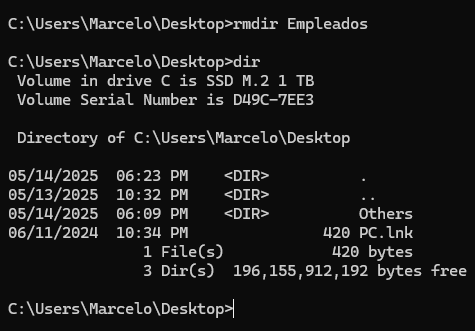 C:\Users\Marcelo\Desktop>rmdir Empleados
C:\Users\Marcelo\Desktop>dir
 Volume in drive C is SSD M.2 1 TB
 Volume Serial Number is D49C-7EE3
 Directory of C:\Users\Marcelo\Desktop
05/14/2025  06:23 PM    <DIR>          .
05/13/2025  10:32 PM    <DIR>          ..
05/14/2025  06:09 PM    <DIR>          Others
06/11/2024  10:34 PM               420 PC.lnk
               1 File(s)            420 bytes
               3 Dir(s)  196,155,912,192 bytes free
C:\Users\Marcelo\Desktop>